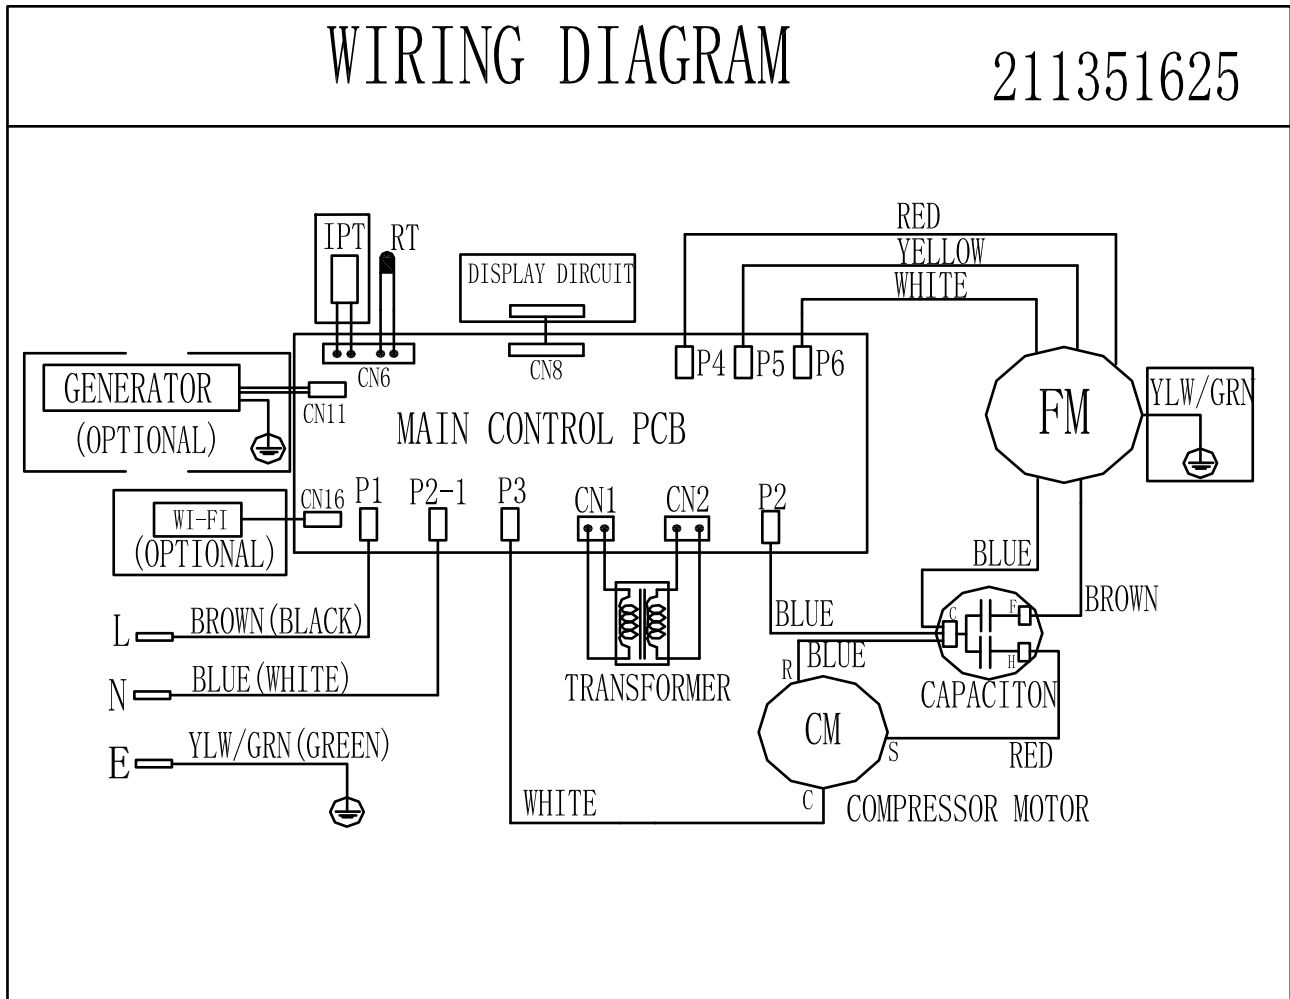 WIRING DIAGRAM
211351625
RED
YELLOW
WHITE
IPT
RT
DISPLAY DIRCUIT
CN6
CN8
P4
P5
P6
GENERATOR
(OPTIONAL)
CN11
MAIN CONTROL PCB
FM
YLW/GRN
CN16
P1
P2-1
P3
CN1
CN2
P2
WI-FI
(OPTIONAL)
BLUE
BROWN
L
BROWN(BLACK)
BLUE
C
F
H
R
BLUE
CAPACITON
TRANSFORMER
N
BLUE(WHITE)
CM
S
RED
E
YLW/GRN(GREEN)
WHITE
C
COMPRESSOR MOTOR